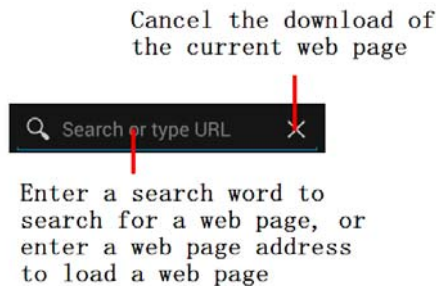 Cancel the download of
the current web page
Search or type URL
Enter a search word to
search for a web page, or
enter a web page address
to load a web page